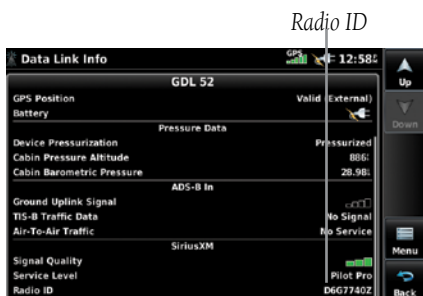 Radio ID
Data Link Info GPS 12:58
Up
GDL 52
GPS Position Valid (External)
Battery
Down
Pressure Data
Device Pressurization Pressurized
Cabin Pressure Altitude 886
Cabin Barometric Pressure 28.98
ADS-B In
Ground Uplink Signal
TIS-B Traffic Data No Signal
Air-To-Air Traffic No Service
SiriusXM
Menu
Signal Quality
Service Level Pilot Pro
Radio ID D6G7740Z
Back